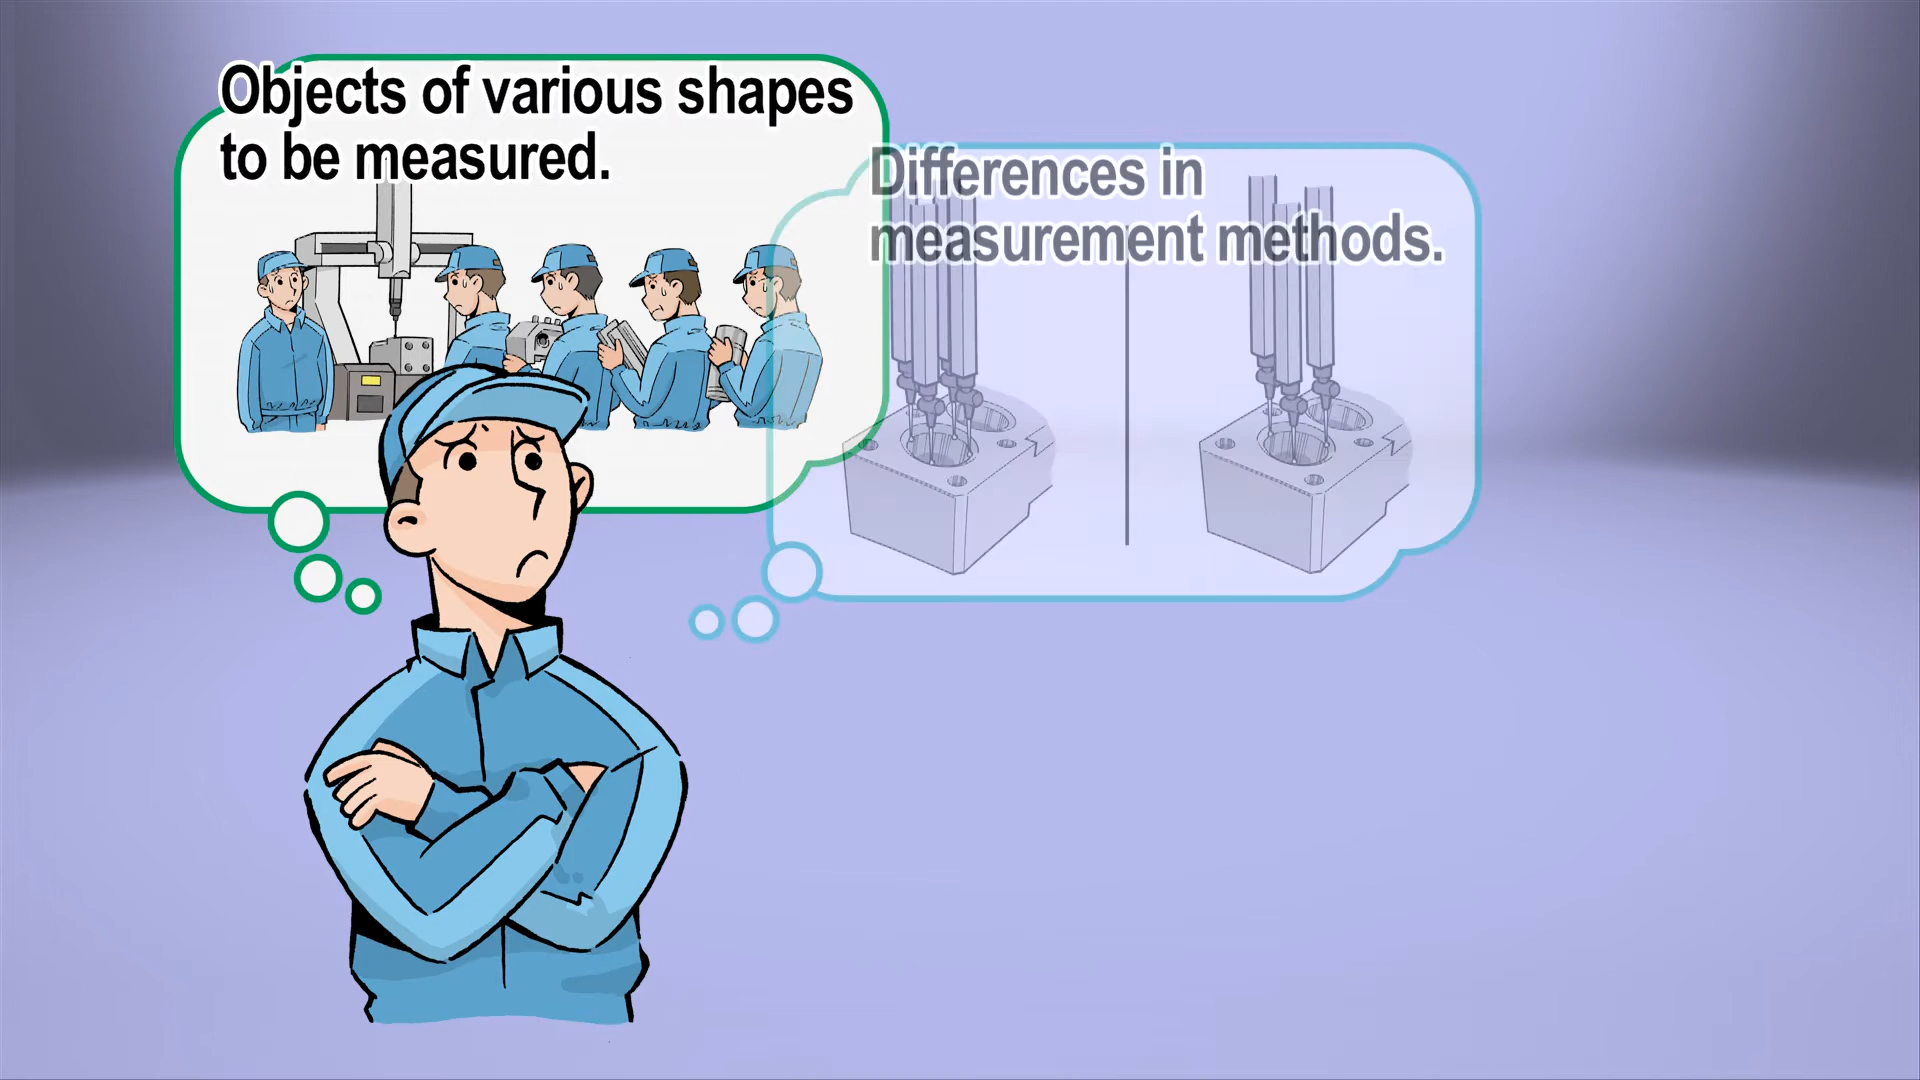 Objects of various shapes
to be measured.
Differences in
measurement methods.